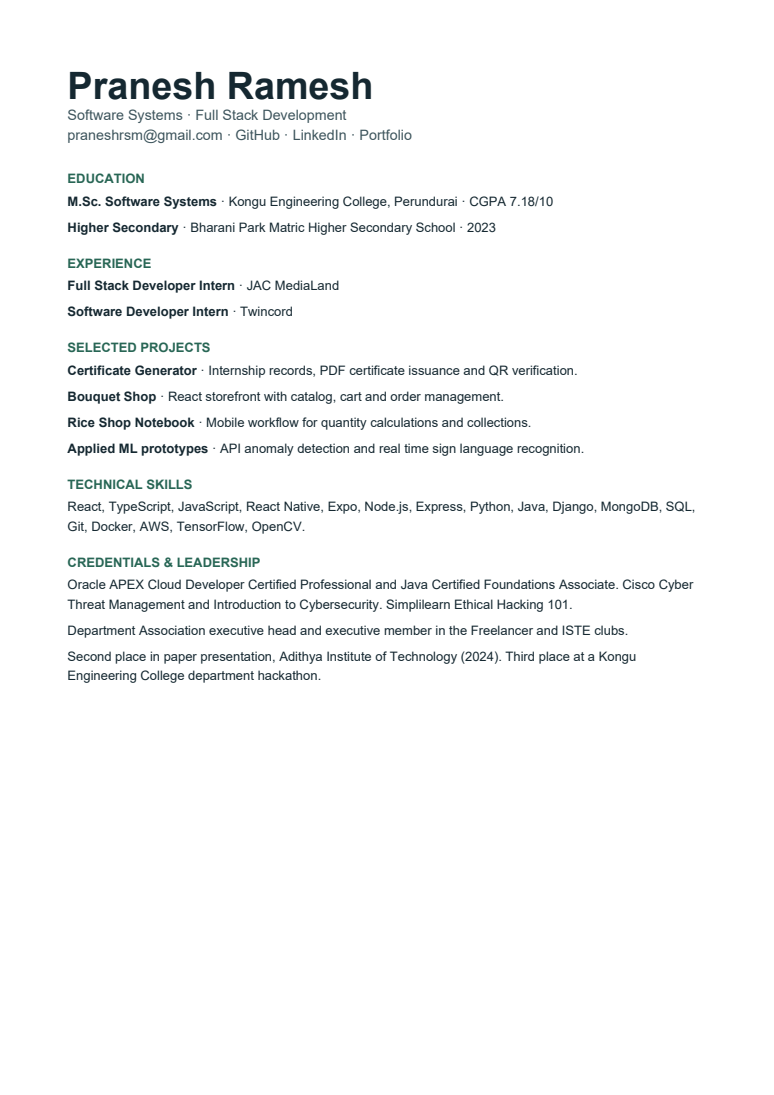 Pranesh Ramesh
Software Systems · Full Stack Development
praneshrsm@gmail.com · GitHub · LinkedIn · Portfolio
EDUCATION
M.Sc. Software Systems · Kongu Engineering College, Perundurai · CGPA 7.18/10
Higher Secondary · Bharani Park Matric Higher Secondary School · 2023
EXPERIENCE
Full Stack Developer Intern · JAC MediaLand
Software Developer Intern · Twincord
SELECTED PROJECTS
Certificate Generator · Internship records, PDF certificate issuance and QR verification.
Bouquet Shop · React storefront with catalog, cart and order management.
Rice Shop Notebook · Mobile workflow for quantity calculations and collections.
Applied ML prototypes · API anomaly detection and real time sign language recognition.
TECHNICAL SKILLS
React, TypeScript, JavaScript, React Native, Expo, Node.js, Express, Python, Java, Django, MongoDB, SQL,
Git, Docker, AWS, TensorFlow, OpenCV.
CREDENTIALS & LEADERSHIP
Oracle APEX Cloud Developer Certified Professional and Java Certified Foundations Associate. Cisco Cyber
Threat Management and Introduction to Cybersecurity. Simplilearn Ethical Hacking 101.
Department Association executive head and executive member in the Freelancer and ISTE clubs.
Second place in paper presentation, Adithya Institute of Technology (2024). Third place at a Kongu
Engineering College department hackathon.